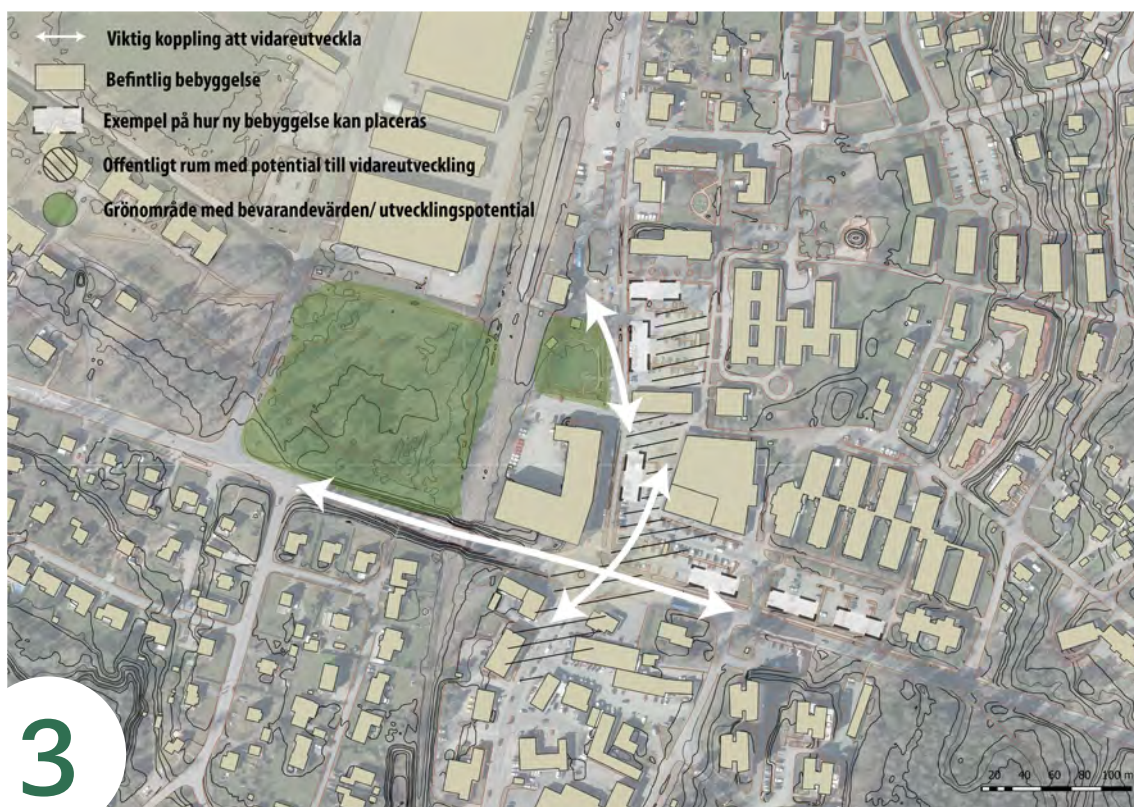 Viktig koppling att vidareutveckla
Befintlig bebyggelse
Exempel på hur ny bebyggelse kan placeras
Offentligt rum med potential till vidareutveckling
Grönområde med bevarandevärden/ utvecklingspotential
3
20 40 60 80 100 m